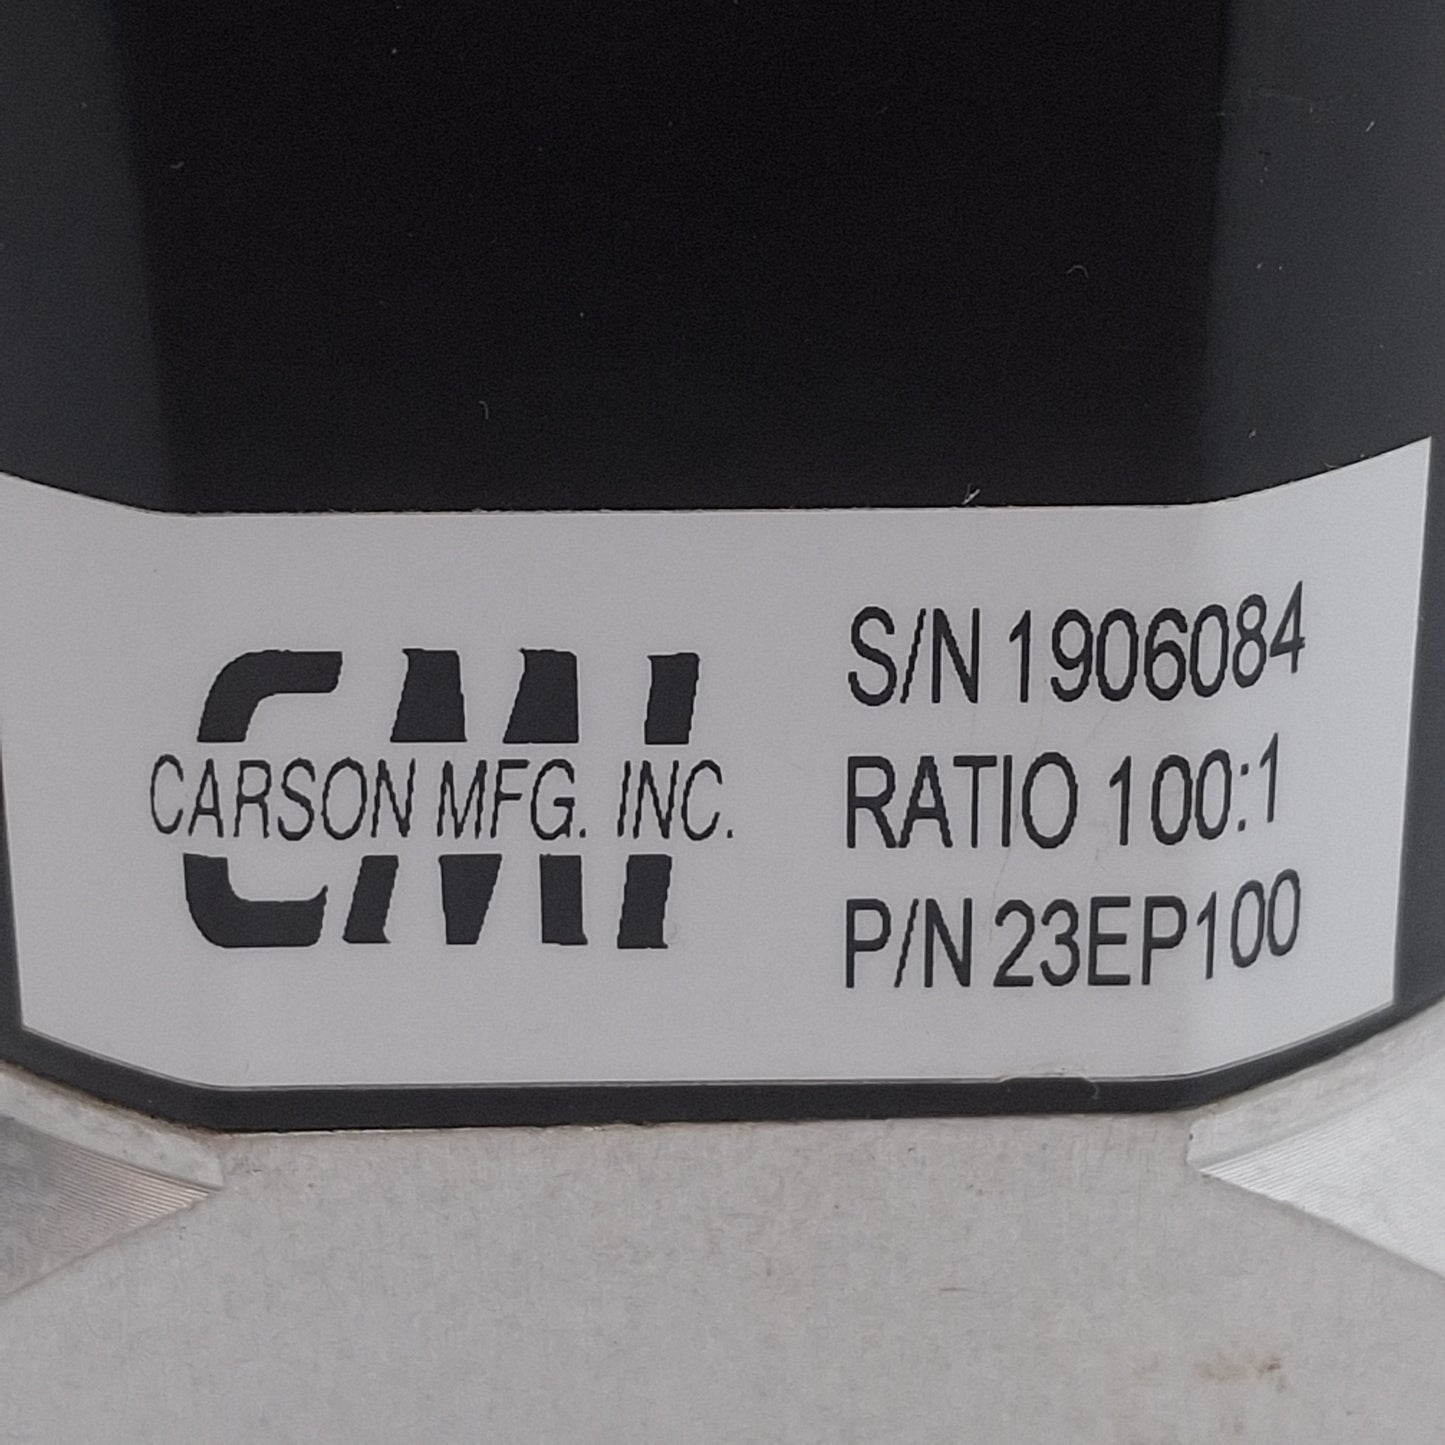 CMI
CARSON MFG. INC.
S/N 1906084
RATIO 100:1
P/N 23EP100